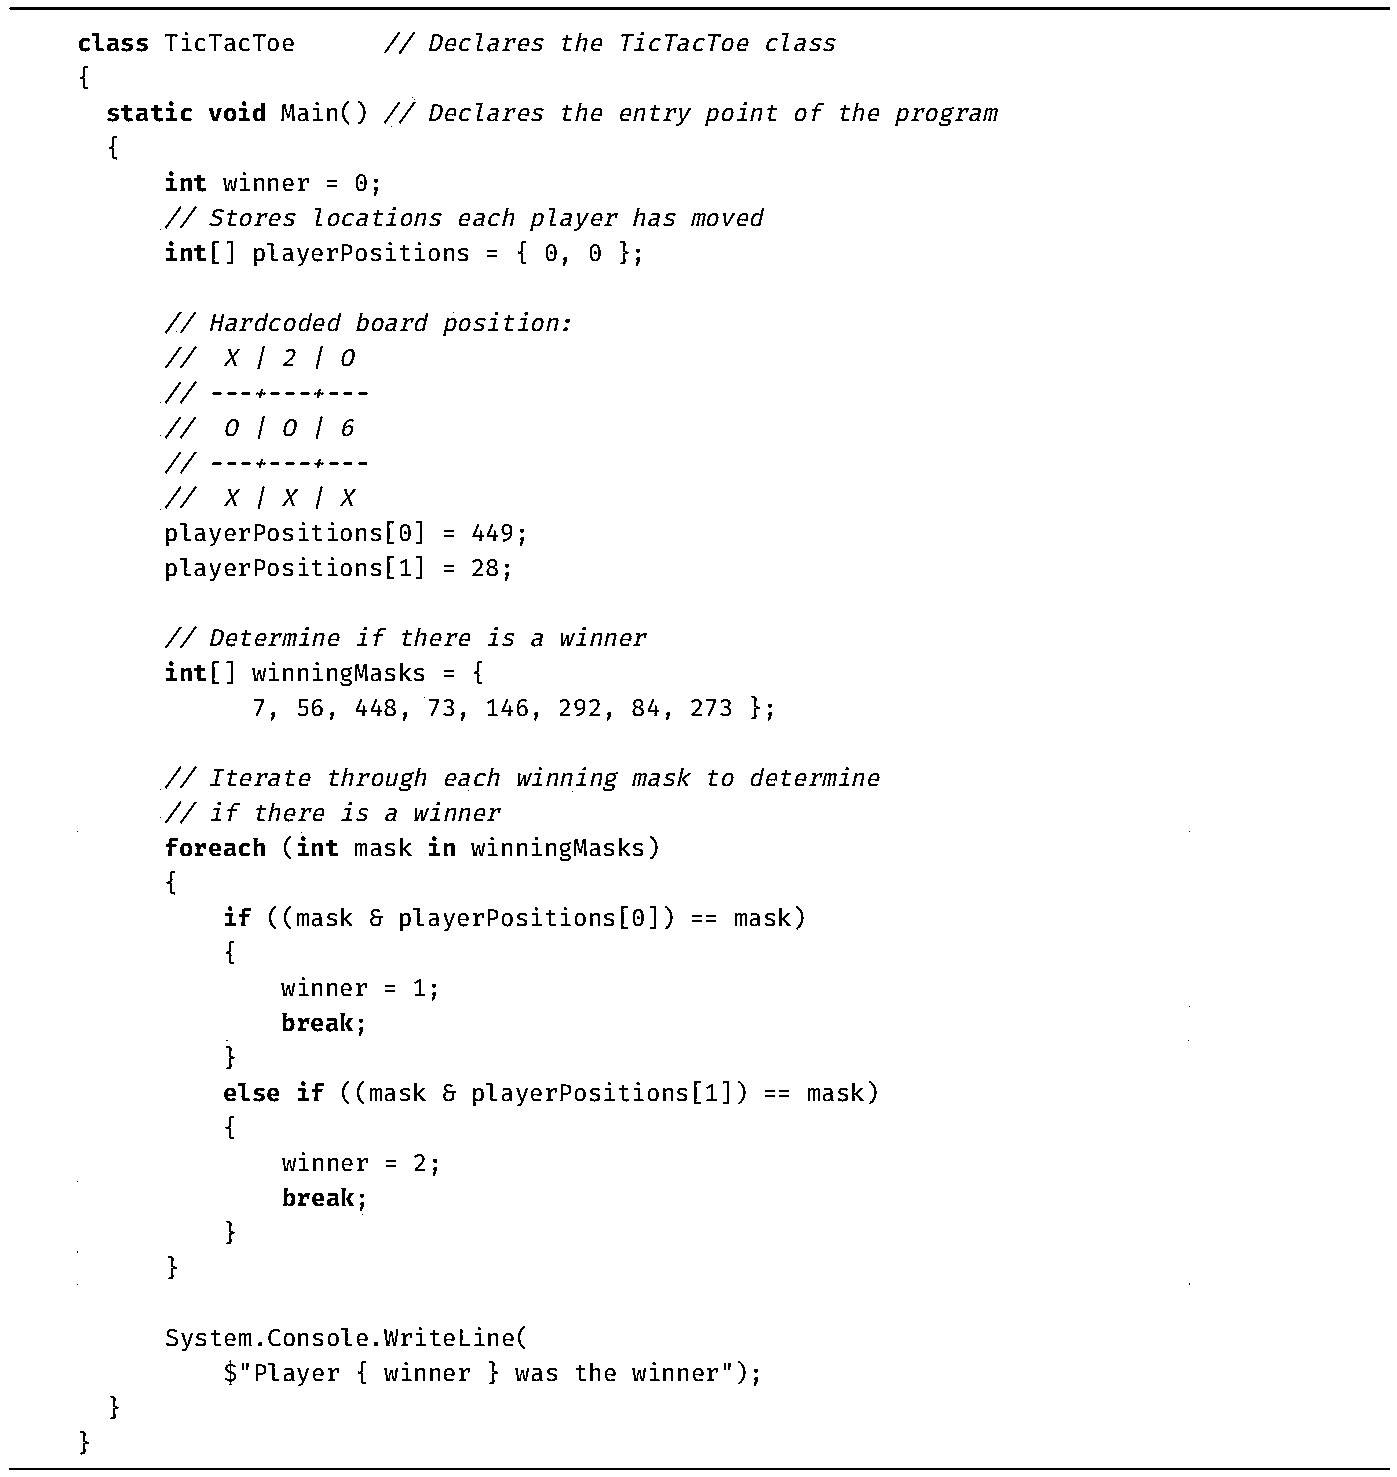 class TicTacToe      // Declares the TicTacToe class
{
  static void Main() // Declares the entry point of the program
  {
      int winner = 0;
      // Stores locations each player has moved
      int[] playerPositions = { 0, 0 };

      // Hardcoded board position:
      //  X | 2 | O
      // ---+---+---
      //  O | O | 6
      // ---+---+---
      //  X | X | X
      playerPositions[0] = 449;
      playerPositions[1] = 28;

      // Determine if there is a winner
      int[] winningMasks = {
            7, 56, 448, 73, 146, 292, 84, 273 };

      // Iterate through each winning mask to determine
      // if there is a winner
      foreach (int mask in winningMasks)
      {
          if ((mask & playerPositions[0]) == mask)
          {
              winner = 1;
              break;
          }
          else if ((mask & playerPositions[1]) == mask)
          {
              winner = 2;
              break;
          }
      }

      System.Console.WriteLine(
          $"Player { winner } was the winner");
  }
}